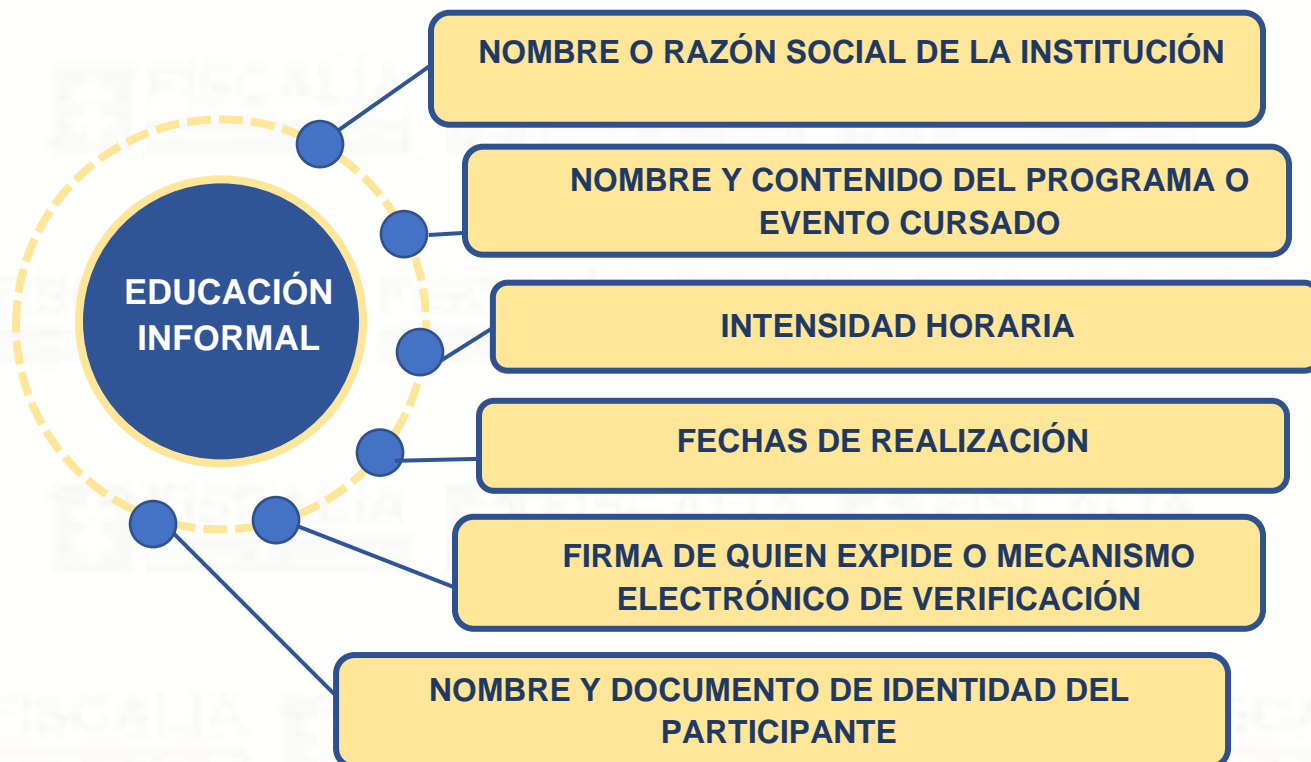 NOMBRE O RAZÓN SOCIAL DE LA INSTITUCIÓN
NOMBRE Y CONTENIDO DEL PROGRAMA O
EVENTO CURSADO
EDUCACIÓN
INFORMAL
INTENSIDAD HORARIA
FECHAS DE REALIZACIÓN
FIRMA DE QUIEN EXPIDE O MECANISMO
ELECTRÓNICO DE VERIFICACIÓN
NOMBRE Y DOCUMENTO DE IDENTIDAD DEL
PARTICIPANTE
FISCALÍA